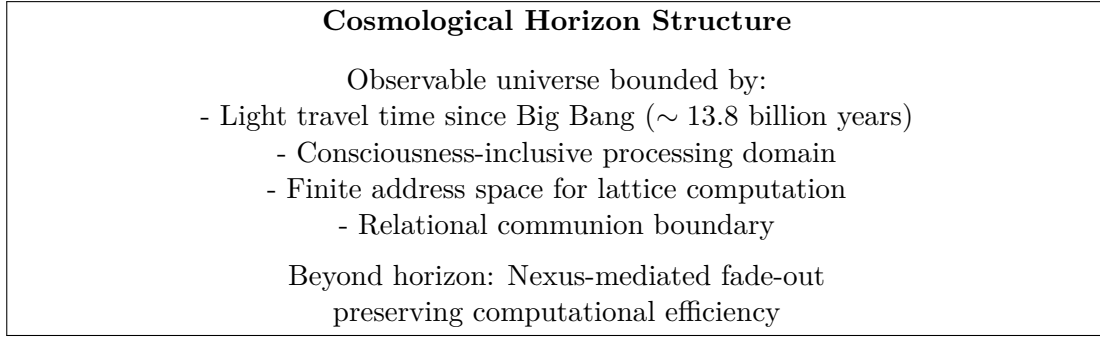 Cosmological Horizon Structure
Observable universe bounded by:
- Light travel time since Big Bang (∼ 13.8 billion years)
- Consciousness-inclusive processing domain
- Finite address space for lattice computation
- Relational communion boundary
Beyond horizon: Nexus-mediated fade-out
preserving computational efficiency